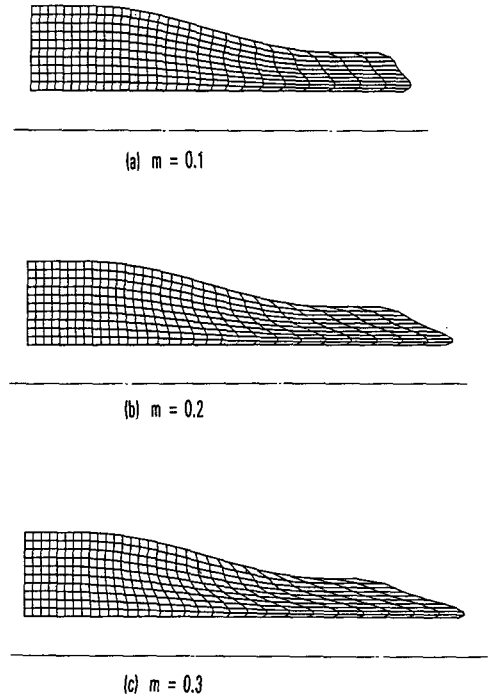 (a) m = 0.1
(b) m = 0.2
(c) m = 0.3